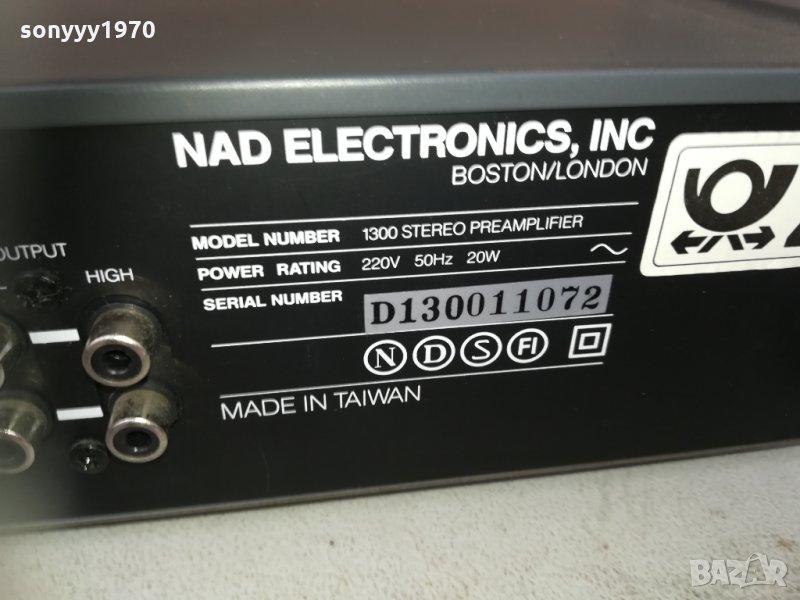 sonyyy1970
NAD ELECTRONICS, INC
BOSTON/LONDON
OUTPUT
HIGH
MODEL NUMBER 1300 STEREO PREAMPLIFIER
POWER RATING 220V 50Hz 20W
SERIAL NUMBER D130011072
N D S FI
MADE IN TAIWAN
BAZAR